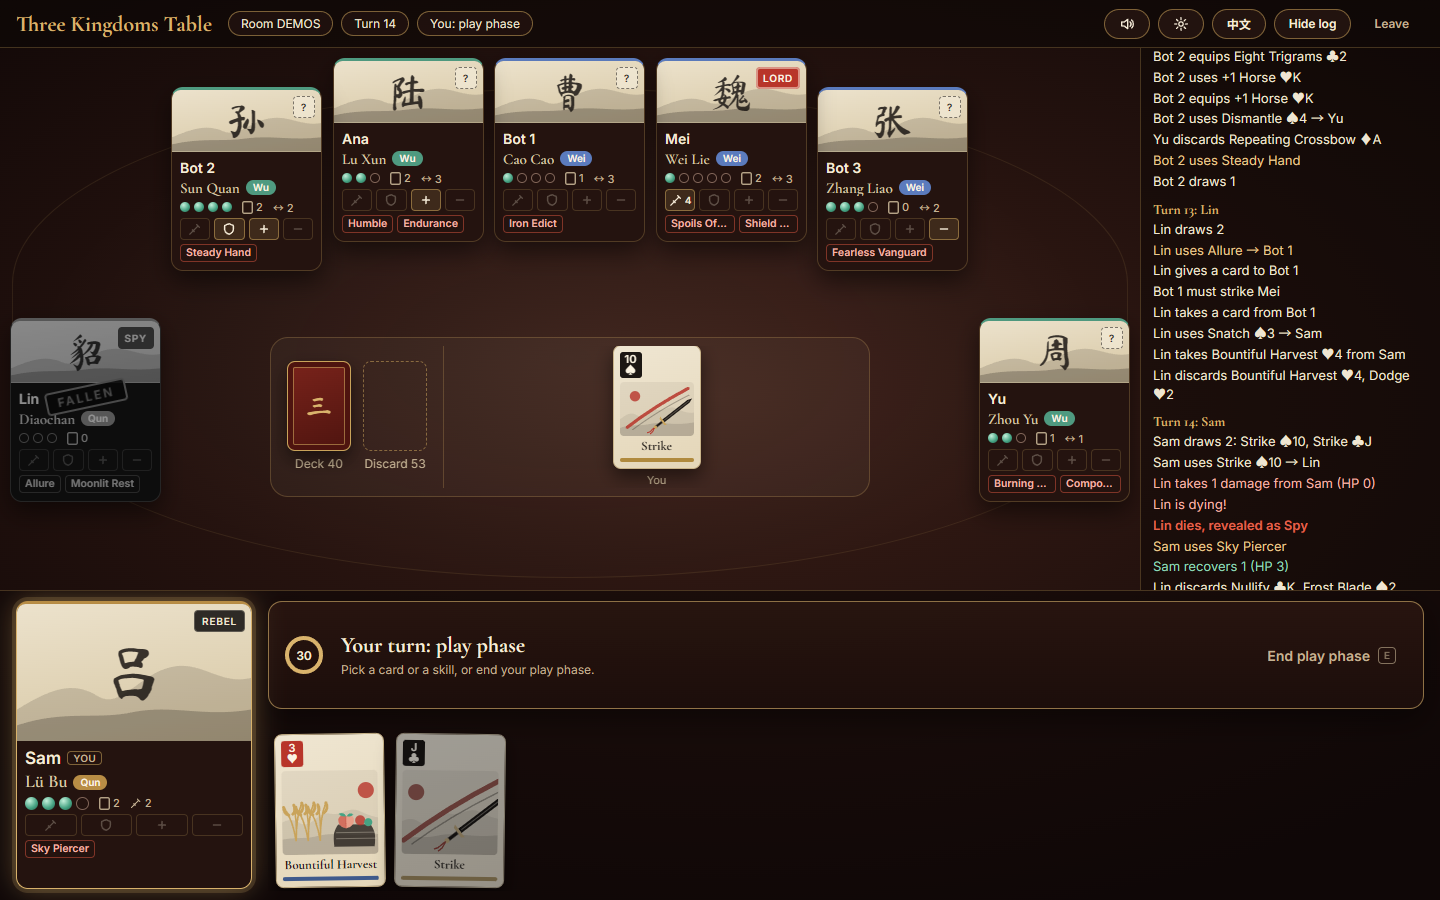 Three Kingdoms Table
Room DEMOS
Turn 14
You: play phase
中文
Hide log
Leave
孙
?
Bot 2
Sun Quan Wu
2 ↔ 2
+ −
Steady Hand
陆
?
Ana
Lu Xun Wu
2 ↔ 3
+ −
Humble Endurance
曹
?
Bot 1
Cao Cao Wei
1 ↔ 3
+ −
Iron Edict
魏
LORD
Mei
Wei Lie Wei
2 ↔ 3
4 + −
Spoils Of... Shield ...
张
?
Bot 3
Zhang Liao Wei
0 ↔ 2
+ −
Fearless Vanguard
貂
SPY
FALLEN
Lin
Diaochan Qun
0
+ −
Allure Moonlit Rest
三
Deck 40
Discard 53
10
♠
Strike
You
周
?
Yu
Zhou Yu Wu
1 ↔ 1
+ −
Burning ... Compo...
Bot 2 equips Eight Trigrams ♣2
Bot 2 uses +1 Horse ♥K
Bot 2 equips +1 Horse ♥K
Bot 2 uses Dismantle ♠4 → Yu
Yu discards Repeating Crossbow ♦A
Bot 2 uses Steady Hand
Bot 2 draws 1
Turn 13: Lin
Lin draws 2
Lin uses Allure → Bot 1
Lin gives a card to Bot 1
Bot 1 must strike Mei
Lin takes a card from Bot 1
Lin uses Snatch ♠3 → Sam
Lin takes Bountiful Harvest ♥4 from Sam
Lin discards Bountiful Harvest ♥4, Dodge
♥2
Turn 14: Sam
Sam draws 2: Strike ♠10, Strike ♣J
Sam uses Strike ♠10 → Lin
Lin takes 1 damage from Sam (HP 0)
Lin is dying!
Lin dies, revealed as Spy
Sam uses Sky Piercer
Sam recovers 1 (HP 3)
Lin discards Nullify ♣K, Frost Blade ♠2
吕
REBEL
Sam YOU
Lü Bu Qun
2 2
+ −
Sky Piercer
30
Your turn: play phase
Pick a card or a skill, or end your play phase.
End play phase E
3
♥
Bountiful Harvest
J
♣
Strike